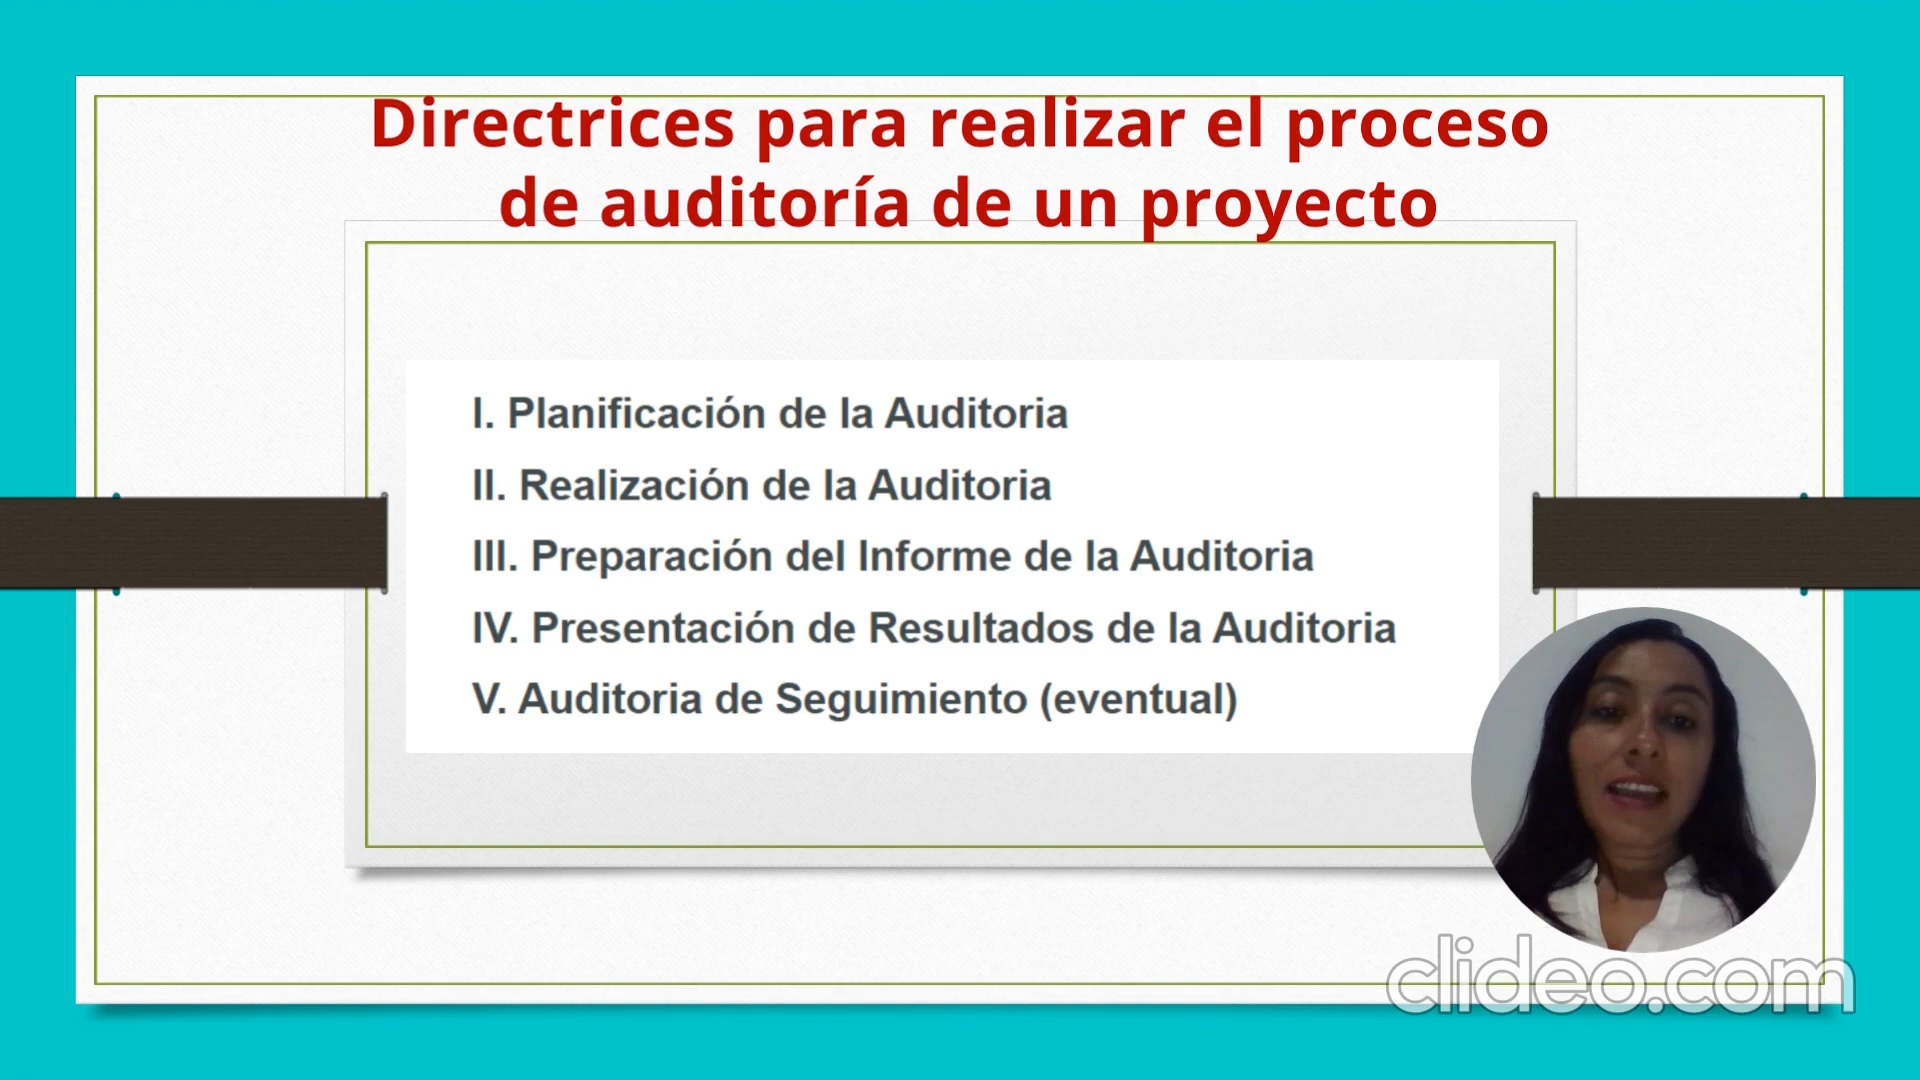 Directrices para realizar el proceso
de auditoría de un proyecto
I. Planificación de la Auditoria
II. Realización de la Auditoria
III. Preparación del Informe de la Auditoria
IV. Presentación de Resultados de la Auditoria
V. Auditoria de Seguimiento (eventual)
clideo.com